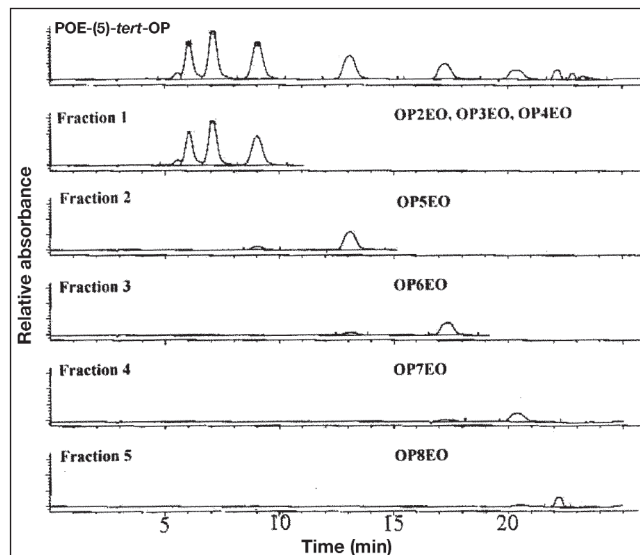 POE-(5)-tert-OP
Fraction 1 OP2EO, OP3EO, OP4EO
Fraction 2 OP5EO
Fraction 3 OP6EO
Fraction 4 OP7EO
Fraction 5 OP8EO
Relative absorbance
5 10 15 20
Time (min)